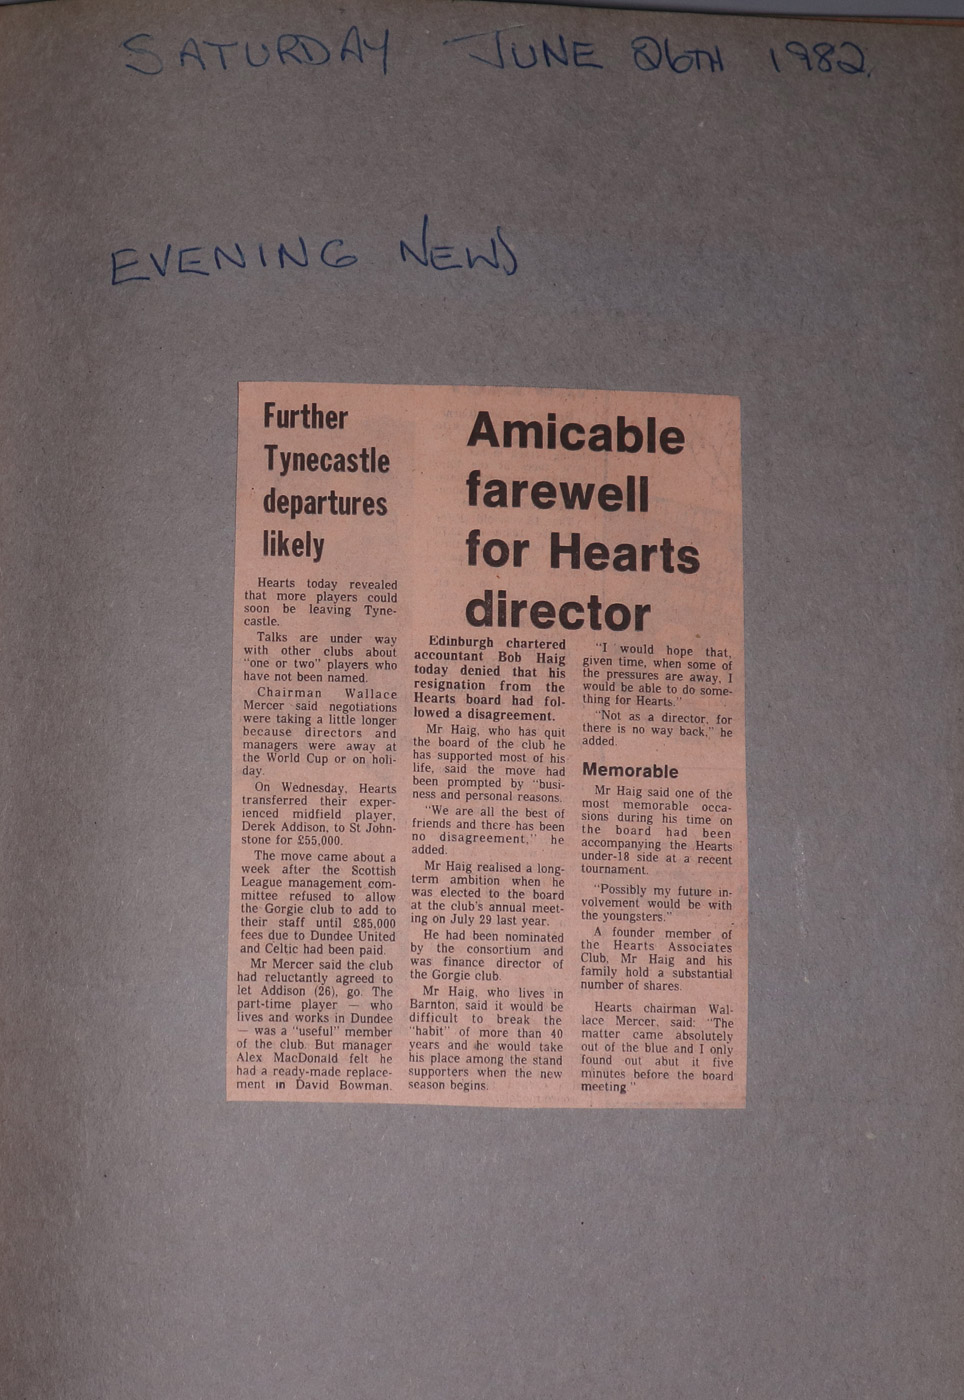 SATURDAY JUNE 26TH 1982.
EVENING NEWS
Further
Tynecastle
departures
likely
Hearts today revealed
that more players could
soon be leaving Tyne-
castle.
Talks are under way
with other clubs about
"one or two" players who
have not been named.
Chairman Wallace
Mercer said negotiations
were taking a little longer
because directors and
managers were away at
the World Cup or on holi-
day.
On Wednesday, Hearts
transferred their exper-
ienced midfield player,
Derek Addison, to St John-
stone for £55,000.
The move came about a
week after the Scottish
League management com-
mittee refused to allow
the Gorgie club to add to
their staff until £85,000
fees due to Dundee United
and Celtic had been paid.
Mr Mercer said the club
had reluctantly agreed to
let Addison (26), go. The
part-time player — who
lives and works in Dundee
— was a "useful" member
of the club. But manager
Alex MacDonald felt he
had a ready-made replace-
ment in David Bowman.
Amicable
farewell
for Hearts
director
Edinburgh chartered
accountant Bob Haig
today denied that his
resignation from the
Hearts board had fol-
lowed a disagreement.
Mr Haig, who has quit
the board of the club he
has supported most of his
life, said the move had
been prompted by "busi-
ness and personal reasons.
"We are all the best of
friends and there has been
no disagreement," he
added.
Mr Haig realised a long-
term ambition when he
was elected to the board
at the club's annual meet-
ing on July 29 last year.
He had been nominated
by the consortium and
was finance director of
the Gorgie club.
Mr Haig, who lives in
Barnton, said it would be
difficult to break the
"habit" of more than 40
years and he would take
his place among the stand
supporters when the new
season begins.
"I would hope that,
given time, when some of
the pressures are away, I
would be able to do some-
thing for Hearts."
"Not as a director, for
there is no way back," he
added.
Memorable
Mr Haig said one of the
most memorable occa-
sions during his time on
the board had been
accompanying the Hearts
under-18 side at a recent
tournament.
"Possibly my future in-
volvement would be with
the youngsters."
A founder member of
the Hearts Associates
Club, Mr Haig and his
family hold a substantial
number of shares.
Hearts chairman Wal-
lace Mercer, said: "The
matter came absolutely
out of the blue and I only
found out abut it five
minutes before the board
meeting"